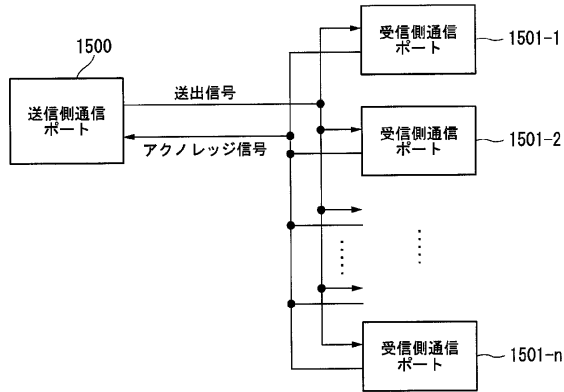 1500
送信側通信
ポート
送出信号
アクノレッジ信号
受信側通信
ポート
1501-1
受信側通信
ポート
1501-2
受信側通信
ポート
1501-n